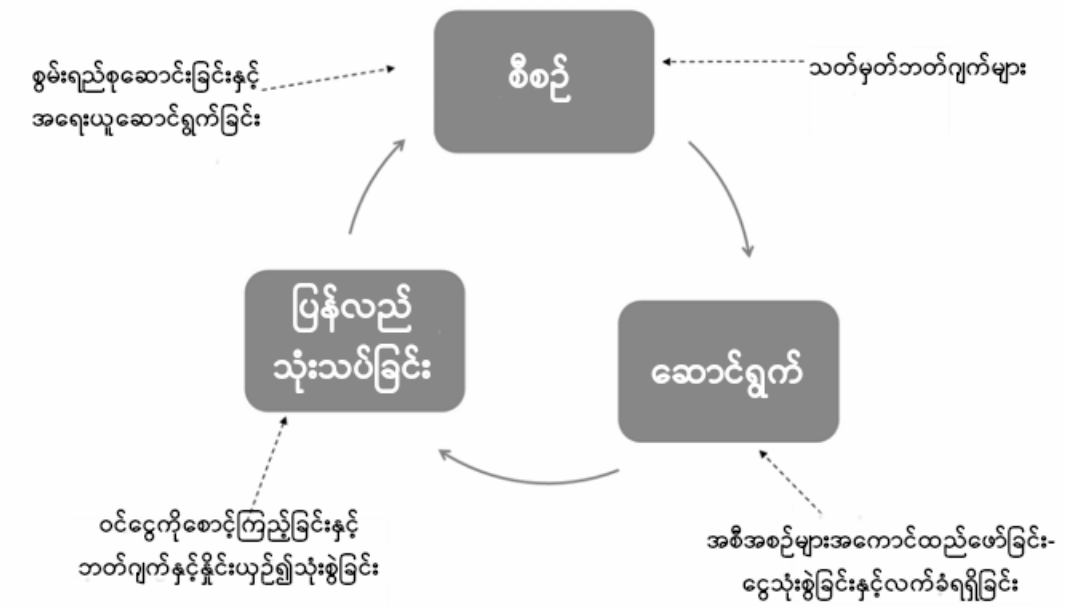 စီစဉ်
စွမ်းရည်စုဆောင်းခြင်းနှင့်
အရေးယူဆောင်ရွက်ခြင်း
သတ်မှတ်ဘတ်ဂျက်များ
ပြန်လည်
သုံးသပ်ခြင်း
ဆောင်ရွက်
ဝင်ငွေကိုစောင့်ကြည့်ခြင်းနှင့်
ဘတ်ဂျက်နှင့်နှိုင်းယှဉ်၍သုံးစွဲခြင်း
အစီအစဉ်များအကောင်ထည်ဖော်ခြင်း-
ငွေသုံးစွဲခြင်းနှင့်လက်ခံရရှိခြင်း